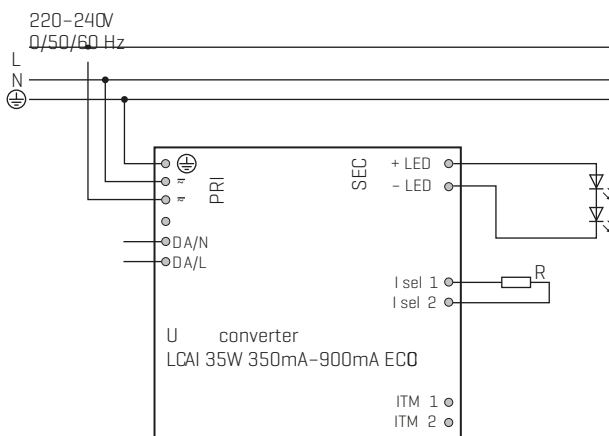 220–240V
0/50/60 Hz
L
N
+ LED
PRI
SEC
– LED
DA/N
DA/L
I sel 1
R
I sel 2
U converter
LCAI 35W 350mA–900mA ECO
ITM 1
ITM 2